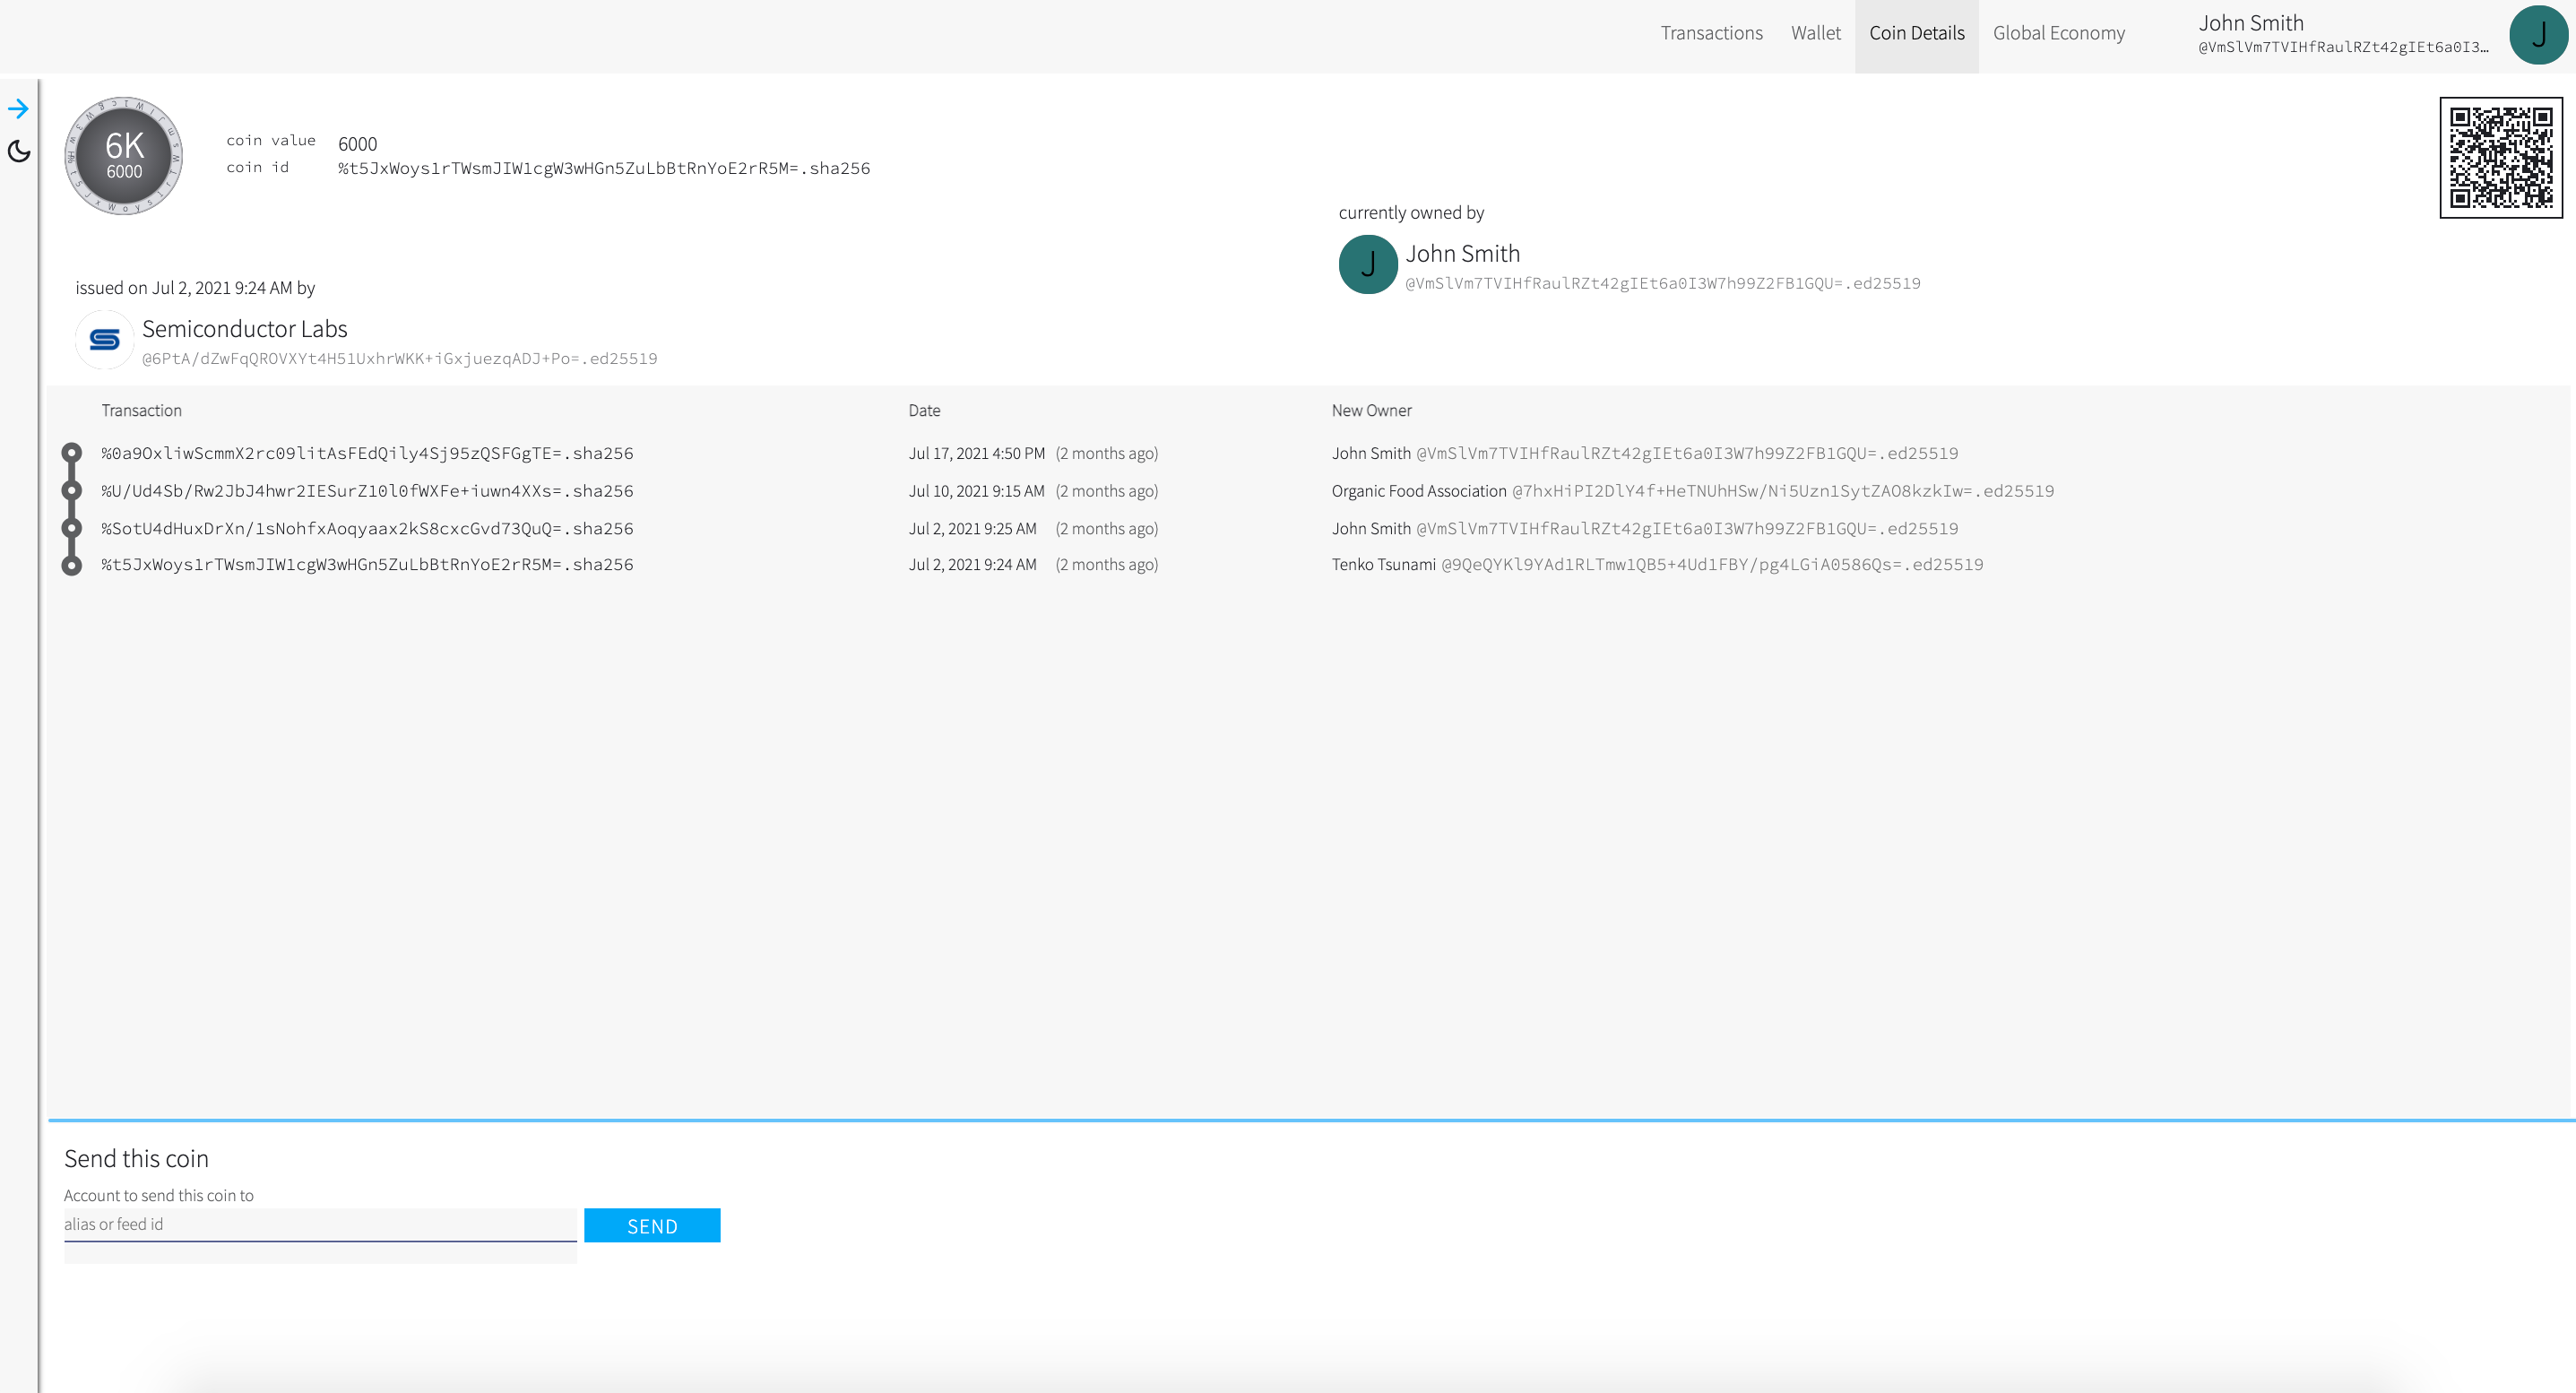 Transactions Wallet Coin Details Global Economy
John Smith
@VmSlVm7TVIHfRaulRZt42gIEt6a0I3…
J
6K
6000
coin value 6000
coin id %t5JxWoys1rTWsmJIW1cgW3wHGn5ZuLbBtRnYoE2rR5M=.sha256
currently owned by
J
John Smith
@VmSlVm7TVIHfRaulRZt42gIEt6a0I3W7h99Z2FB1GQU=.ed25519
issued on Jul 2, 2021 9:24 AM by
Semiconductor Labs
@6PtA/dZwFqQROVXYt4H51UxhrWKK+iGxjuezqADJ+Po=.ed25519
Transaction Date New Owner
%0a9OxliwScmmX2rc09litAsFEdQily4Sj95zQSFGgTE=.sha256 Jul 17, 2021 4:50 PM (2 months ago) John Smith @VmSlVm7TVIHfRaulRZt42gIEt6a0I3W7h99Z2FB1GQU=.ed25519
%U/Ud4Sb/Rw2JbJ4hwr2IESurZ10l0fWXFe+iuwn4XXs=.sha256 Jul 10, 2021 9:15 AM (2 months ago) Organic Food Association @7hxHiPI2DlY4f+HeTNUhHSw/Ni5Uzn1SytZAO8kzkIw=.ed25519
%SotU4dHuxDrXn/1sNohfxAoqyaax2kS8cxcGvd73QuQ=.sha256 Jul 2, 2021 9:25 AM (2 months ago) John Smith @VmSlVm7TVIHfRaulRZt42gIEt6a0I3W7h99Z2FB1GQU=.ed25519
%t5JxWoys1rTWsmJIW1cgW3wHGn5ZuLbBtRnYoE2rR5M=.sha256 Jul 2, 2021 9:24 AM (2 months ago) Tenko Tsunami @9QeQYKl9YAd1RLTmw1QB5+4Ud1FBY/pg4LGiA0586Qs=.ed25519
Send this coin
Account to send this coin to
alias or feed id
SEND